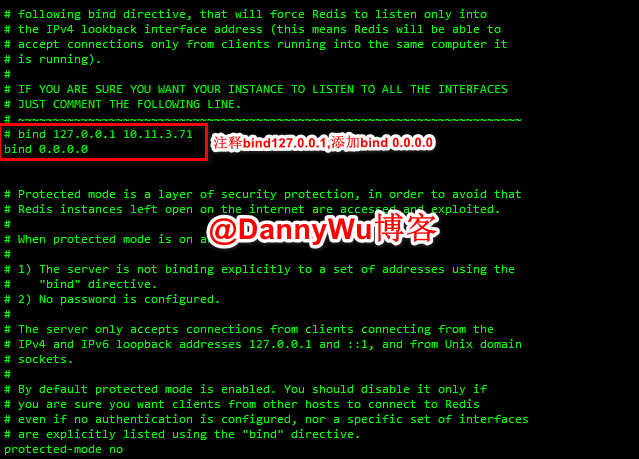 # following bind directive, that will force Redis to listen only into
# the IPv4 lookback interface address (this means Redis will be able to
# accept connections only from clients running into the same computer it
# is running).
#
# IF YOU ARE SURE YOU WANT YOUR INSTANCE TO LISTEN TO ALL THE INTERFACES
# JUST COMMENT THE FOLLOWING LINE.
# ~~~~~~~~~~~~~~~~~~~~~~~~~~~~~~~~~~~~~~~~~~~~~~~~~~~~~~~~~~~~~~~~~~~~~~~~
# bind 127.0.0.1 10.11.3.71
注释bind127.0.0.1,添加bind 0.0.0.0
bind 0.0.0.0
# Protected mode is a layer of security protection, in order to avoid that
# Redis instances left open on the internet are accessed and exploited.
#
@DannyWu博客
# When protected mode is on a
#
# 1) The server is not binding explicitly to a set of addresses using the
#    "bind" directive.
# 2) No password is configured.
#
# The server only accepts connections from clients connecting from the
# IPv4 and IPv6 loopback addresses 127.0.0.1 and ::1, and from Unix domain
# sockets.
#
# By default protected mode is enabled. You should disable it only if
# you are sure you want clients from other hosts to connect to Redis
# even if no authentication is configured, nor a specific set of interfaces
# are explicitly listed using the "bind" directive.
protected-mode no